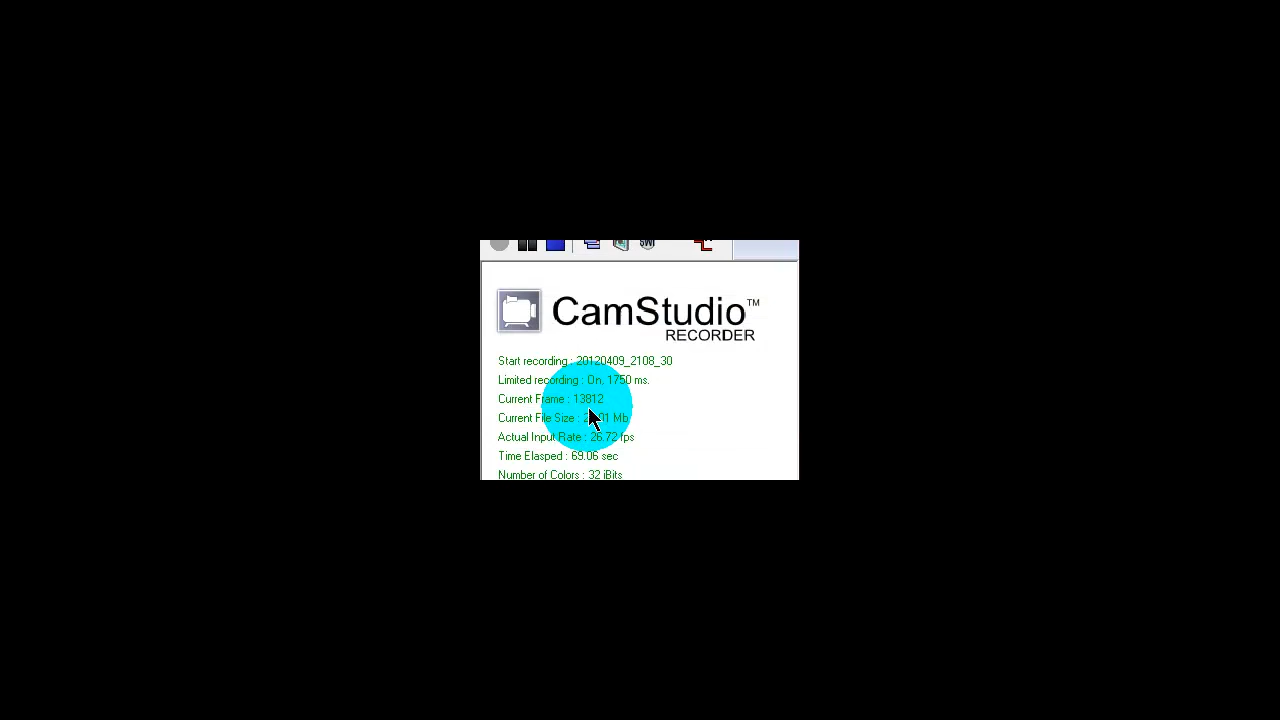 CamStudio™
RECORDER
Start recording : 20120409_2108_30
Limited recording : On, 1750 ms.
Current Frame : 13812
Current File Size : Mb
Actual Input Rate : 26.72 fps
Time Elasped : 69.06 sec
Number of Colors : 32 iBits